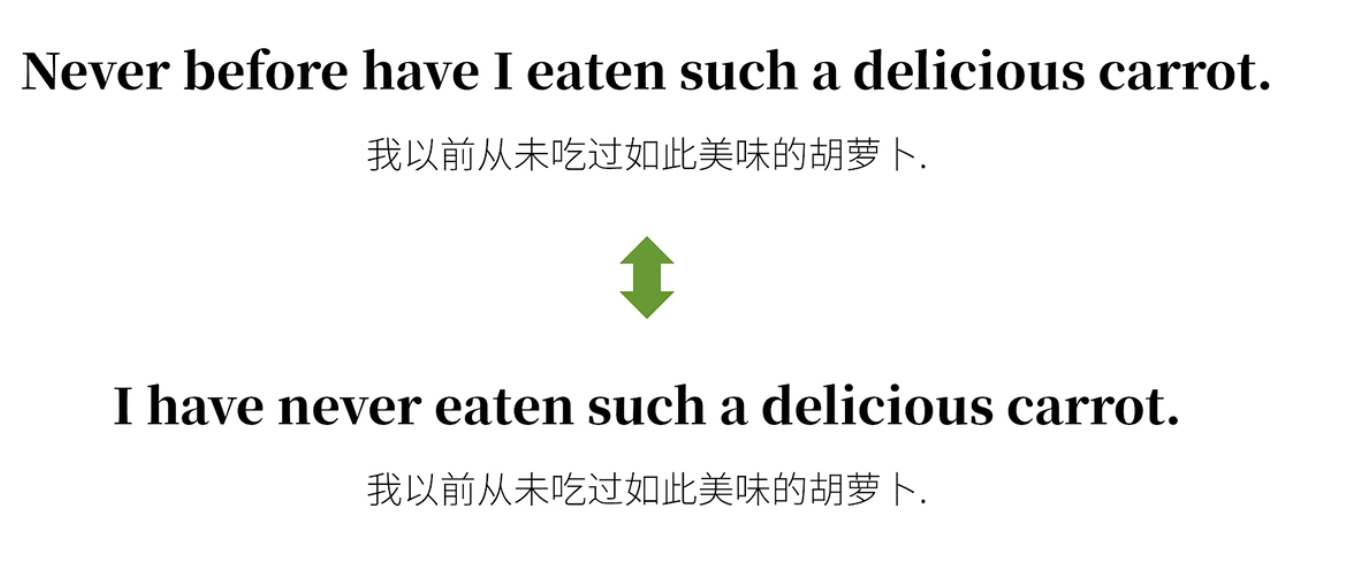 Never before have I eaten such a delicious carrot.
我以前从未吃过如此美味的胡萝卜.
I have never eaten such a delicious carrot.
我以前从未吃过如此美味的胡萝卜.